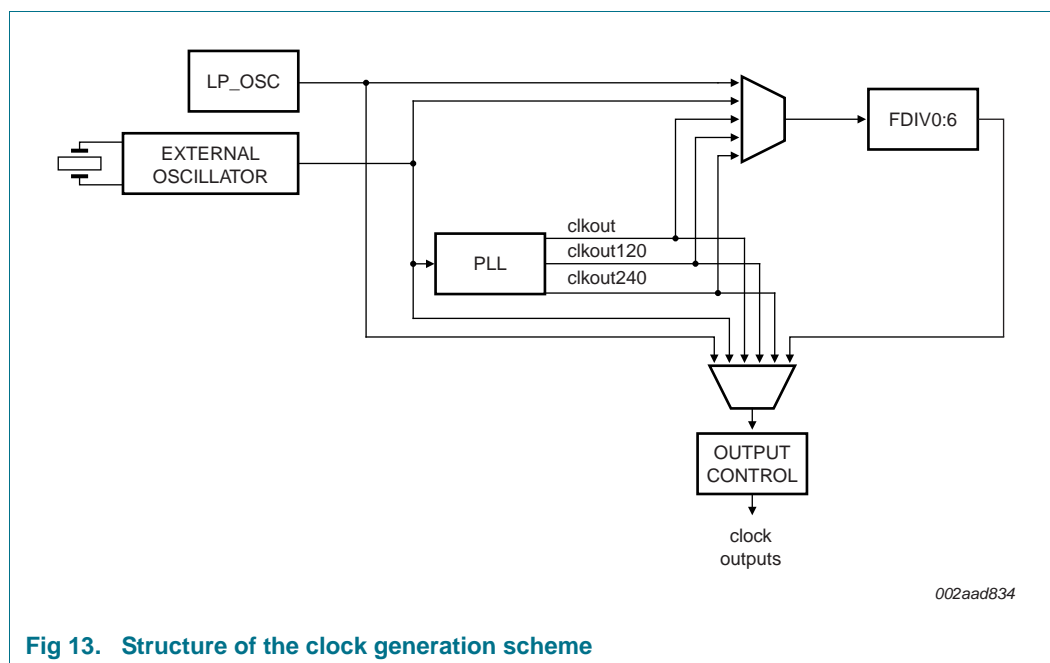 LP_OSC
EXTERNAL
OSCILLATOR
FDIV0:6
clkout
clkout120
clkout240
PLL
OUTPUT
CONTROL
clock
outputs
002aad834
Fig 13. Structure of the clock generation scheme